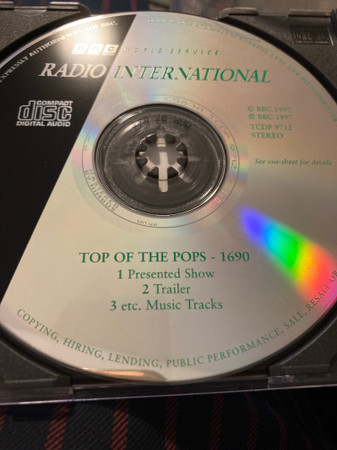 EXPRESSLY AUTHORISED
BBC WORLD SERVICE
RADIO INTERNATIONAL
COMPACT
disc
DIGITAL AUDIO
© BBC 1997
℗ BBC 1997
TCDP 9712
STEREO
See cue-sheet for details
TOP OF THE POPS - 1690
1 Presented Show
2 Trailer
3 etc. Music Tracks
COPYING, HIRING, LENDING, PUBLIC PERFORMANCE, SALE, RESALE OR